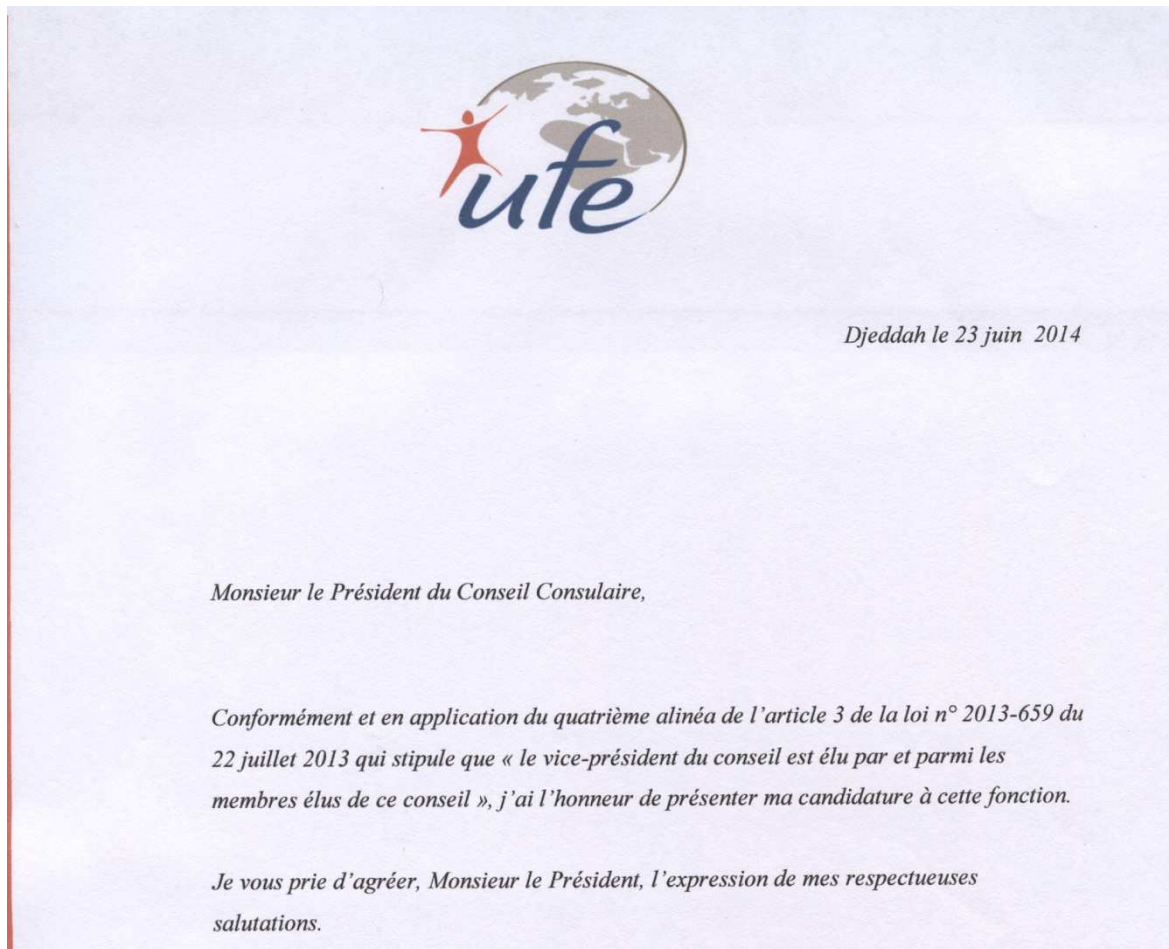 ufe
Djeddah le 23 juin 2014
Monsieur le Président du Conseil Consulaire,
Conformément et en application du quatrième alinéa de l'article 3 de la loi n° 2013-659 du
22 juillet 2013 qui stipule que « le vice-président du conseil est élu par et parmi les
membres élus de ce conseil », j'ai l'honneur de présenter ma candidature à cette fonction.
Je vous prie d'agréer, Monsieur le Président, l'expression de mes respectueuses
salutations.